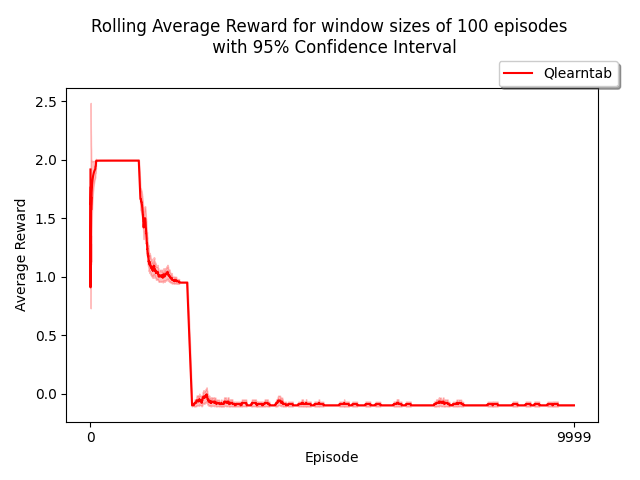 Rolling Average Reward for window sizes of 100 episodes
with 95% Confidence Interval
Qlearntab
2.5
2.0
1.5
1.0
0.5
0.0
Average Reward
0
9999
Episode